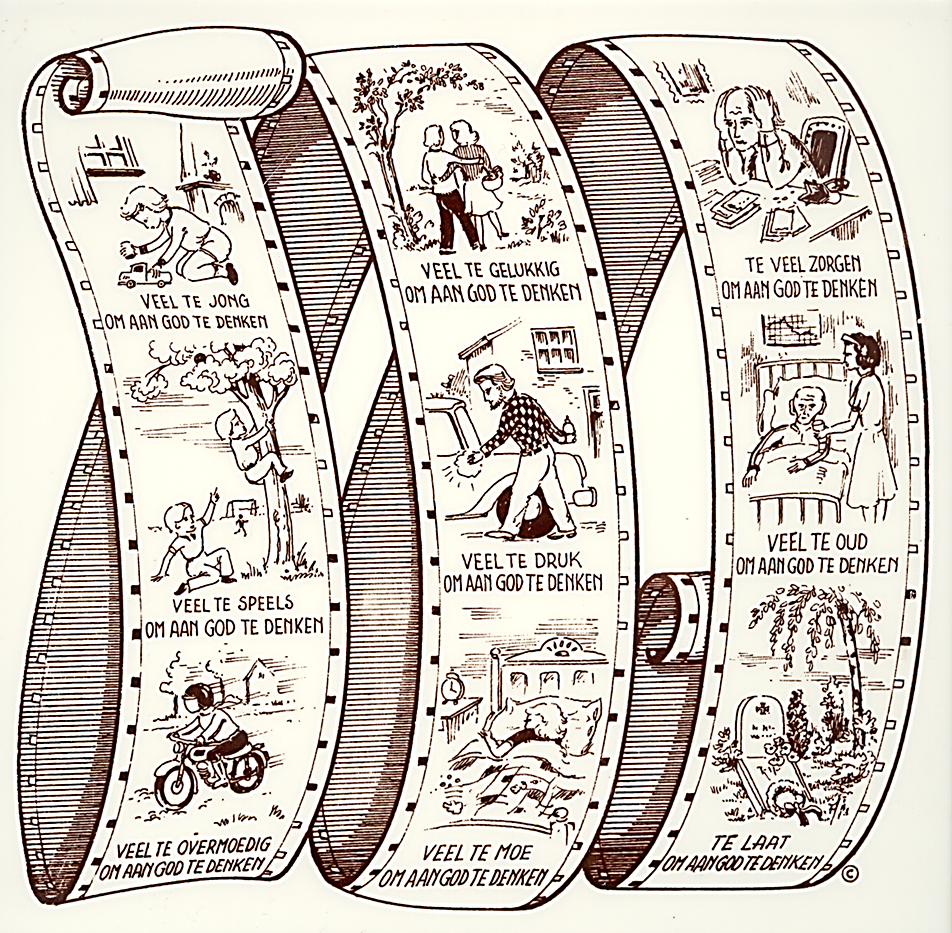 VEEL TE JONG
OM AAN GOD TE DENKEN
VEEL TE SPEELS
OM AAN GOD TE DENKEN
VEEL TE OVERMOEDIG
OM AAN GOD TE DENKEN
VEEL TE GELUKKIG
OM AAN GOD TE DENKEN
VEEL TE DRUK
OM AAN GOD TE DENKEN
VEEL TE MOE
OM AAN GOD TE DENKEN
TE VEEL ZORGEN
OM AAN GOD TE DENKEN
VEEL TE OUD
OM AAN GOD TE DENKEN
TE LAAT
OM AAN GOD TE DENKEN
©